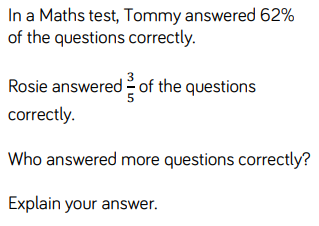 In a Maths test, Tommy answered 62%
of the questions correctly.
Rosie answered 3/5 of the questions
correctly.
Who answered more questions correctly?
Explain your answer.